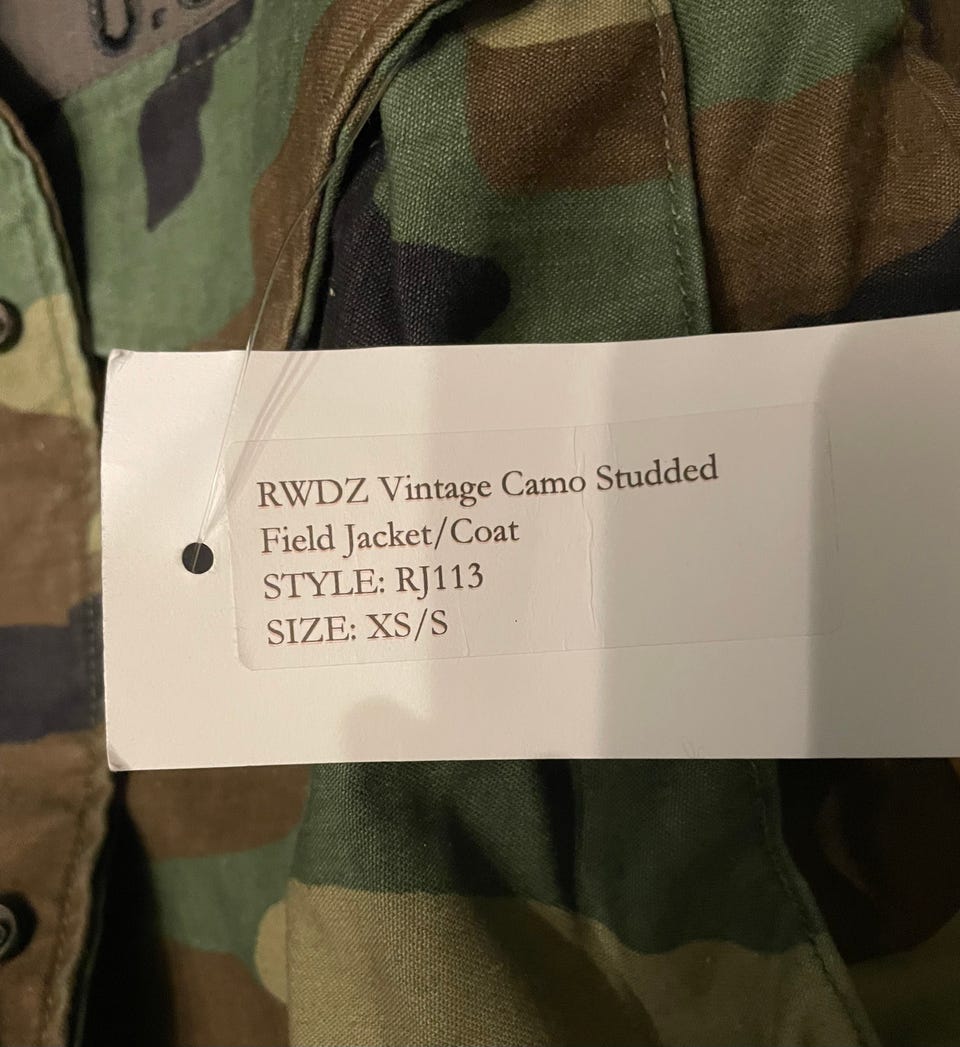 RWDZ Vintage Camo Studded
Field Jacket/Coat
STYLE: RJ113
SIZE: XS/S